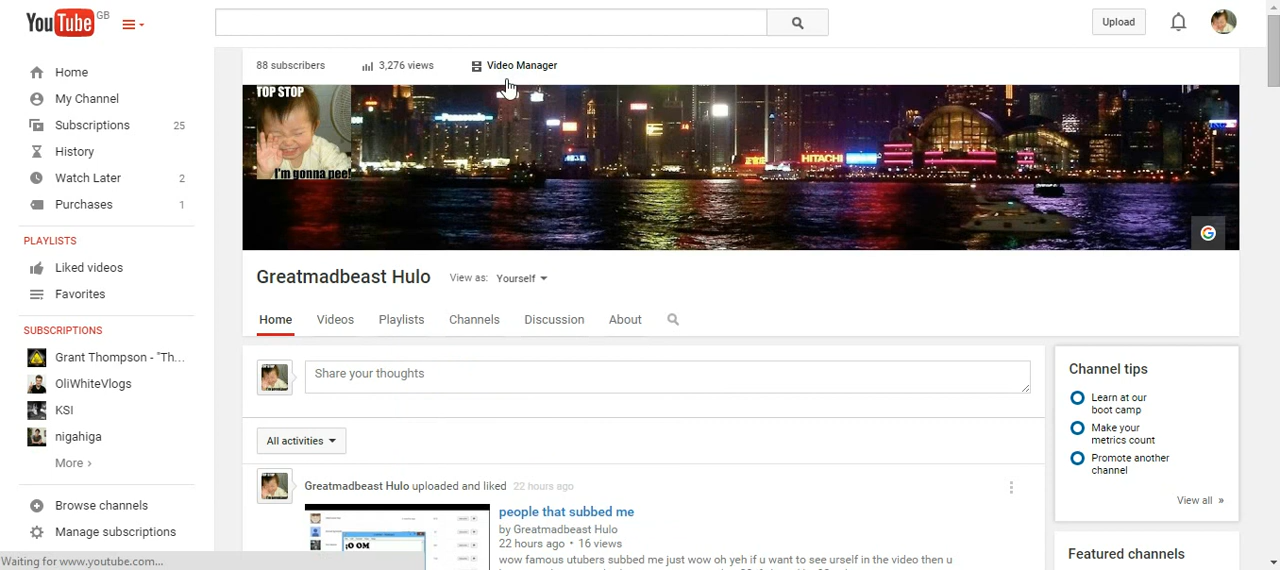 YouTube GB
Upload
Home
My Channel
Subscriptions 25
History
Watch Later 2
Purchases 1
PLAYLISTS
Liked videos
Favorites
SUBSCRIPTIONS
Grant Thompson - "Th...
OliWhiteVlogs
KSI
nigahiga
More ›
Browse channels
Manage subscriptions
Waiting for www.youtube.com...
88 subscribers 3,276 views Video Manager
TOP STOP
I'm gonna pee!
Panasonic
HITACHI
G
Greatmadbeast Hulo View as: Yourself
Home Videos Playlists Channels Discussion About
Share your thoughts
All activities
Greatmadbeast Hulo uploaded and liked 22 hours ago
people that subbed me
by Greatmadbeast Hulo
22 hours ago • 16 views
wow famous utubers subbed me just wow oh yeh if u want to see urself in the video then u
Channel tips
Learn at our
boot camp
Make your
metrics count
Promote another
channel
View all »
Featured channels